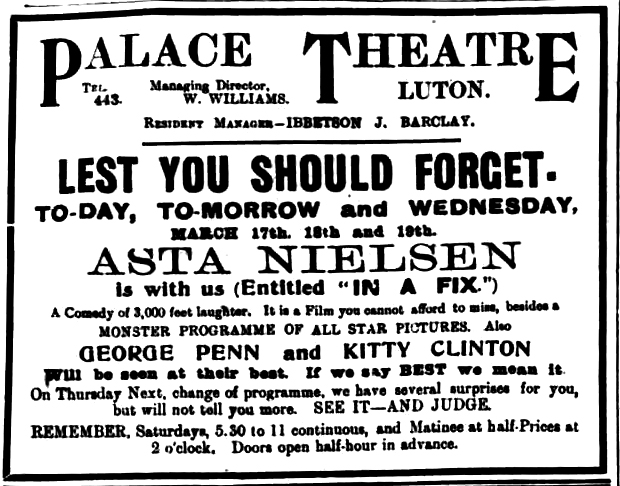 PALACE THEATRE
TEL. 443.
Managing Director,
W. WILLIAMS.
LUTON.
RESIDENT MANAGER—IBBETSON J. BARCLAY.
LEST YOU SHOULD FORGET.
TO-DAY, TO-MORROW and WEDNESDAY,
MARCH 17th. 18th and 19th.
ASTA NIELSEN
is with us (Entitled "IN A FIX.")
A Comedy of 3,000 feet laughter. It is a Film you cannot afford to miss, besides a
MONSTER PROGRAMME OF ALL STAR PICTURES. Also
GEORGE PENN and KITTY CLINTON
Will be seen at their best. If we say BEST we mean it
On Thursday Next, change of programme, we have several surprises for you,
but will not tell you more. SEE IT—AND JUDGE.
REMEMBER, Saturdays, 5.30 to 11 continuous, and Matinee at half-Prices at
2 o'clock. Doors open half-hour in advance.